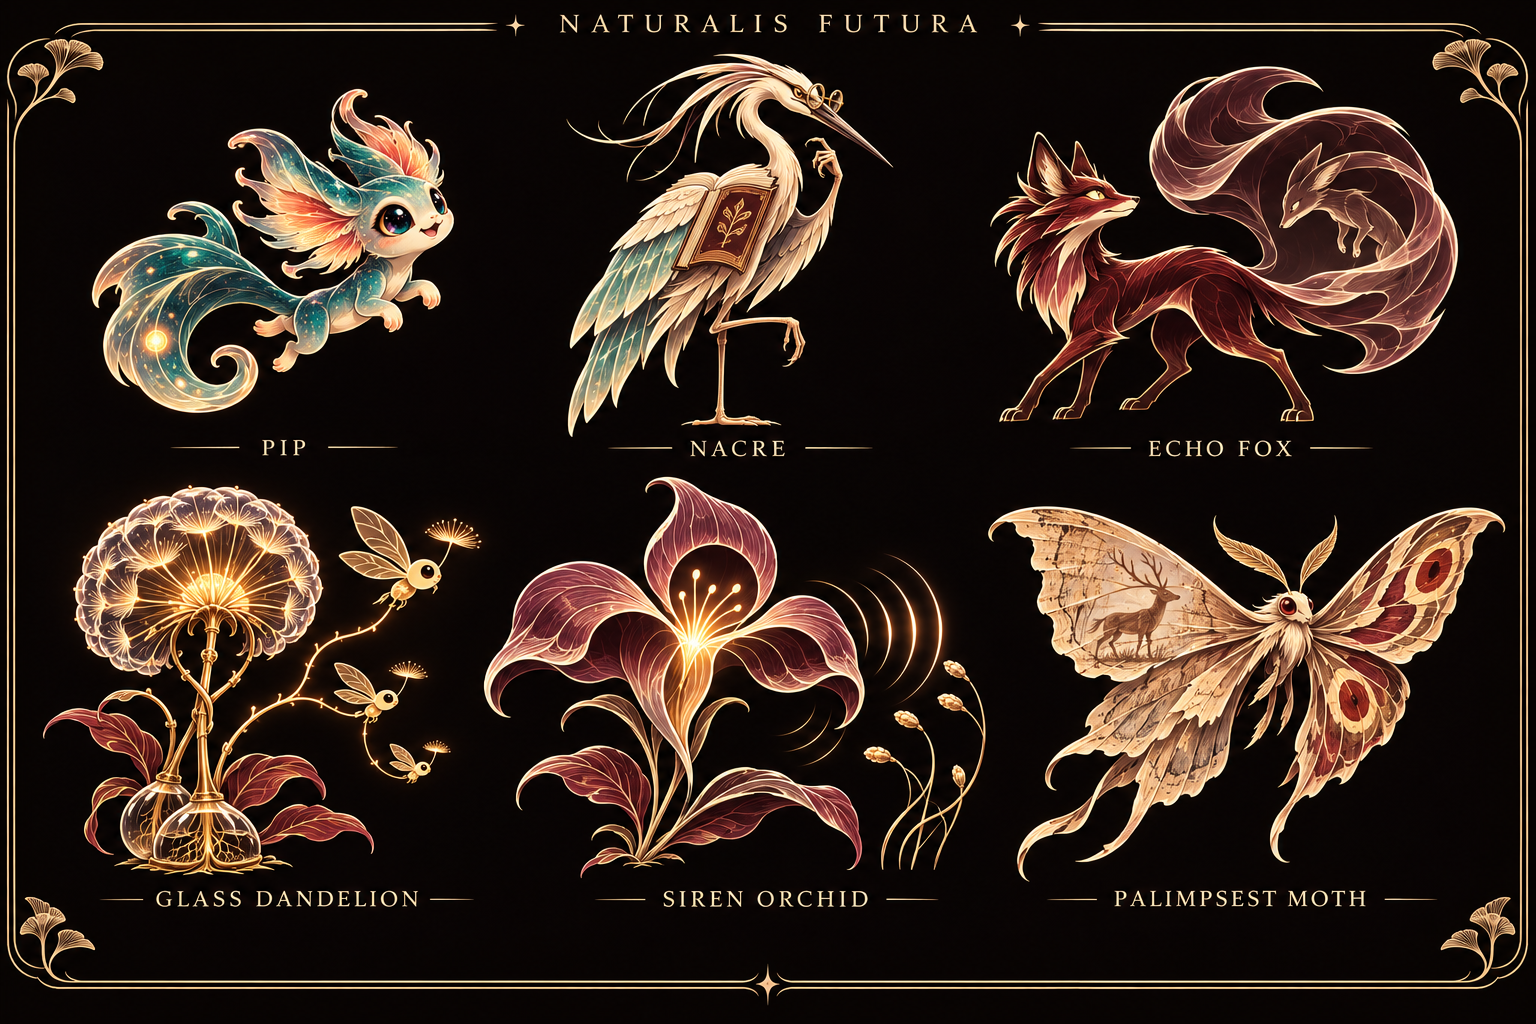 NATURALIS FUTURA
PIP
NACRE
ECHO FOX
GLASS DANDELION
SIREN ORCHID
PALIMPSEST MOTH